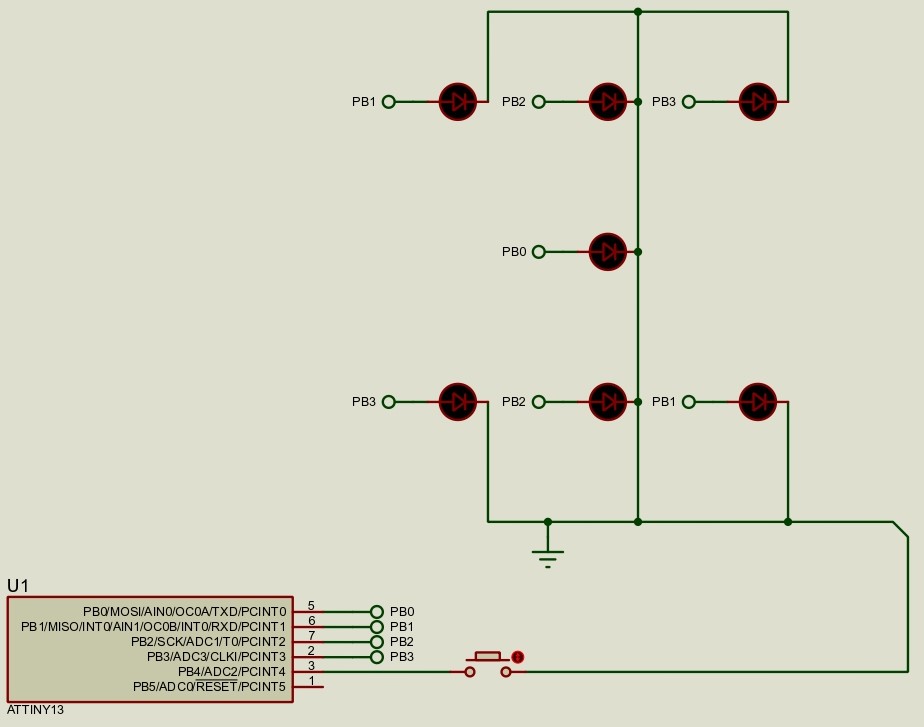 PB1 PB2 PB3
PB0
PB3 PB2 PB1
U1
PB0/MOSI/AIN0/OC0A/TXD/PCINT0 5 PB0
PB1/MISO/INT0/AIN1/OC0B/INT0/RXD/PCINT1 6 PB1
PB2/SCK/ADC1/T0/PCINT2 7 PB2
PB3/ADC3/CLKI/PCINT3 2 PB3
PB4/ADC2/PCINT4 3
PB5/ADC0/RESET/PCINT5 1
ATTINY13